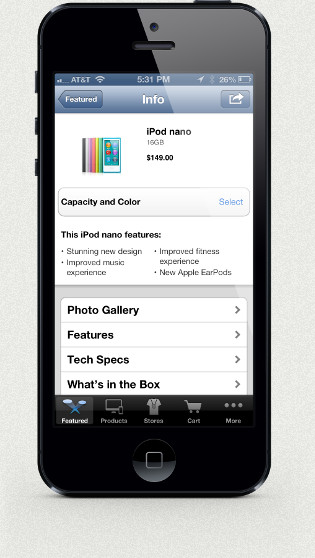 AT&T 5:31 PM 26%
Featured Info
iPod nano
16GB
$149.00
Capacity and Color Select
This iPod nano features:
• Stunning new design
• Improved music
experience
• Improved fitness
experience
• New Apple EarPods
Photo Gallery
Features
Tech Specs
What's in the Box
Featured Products Stores Cart More